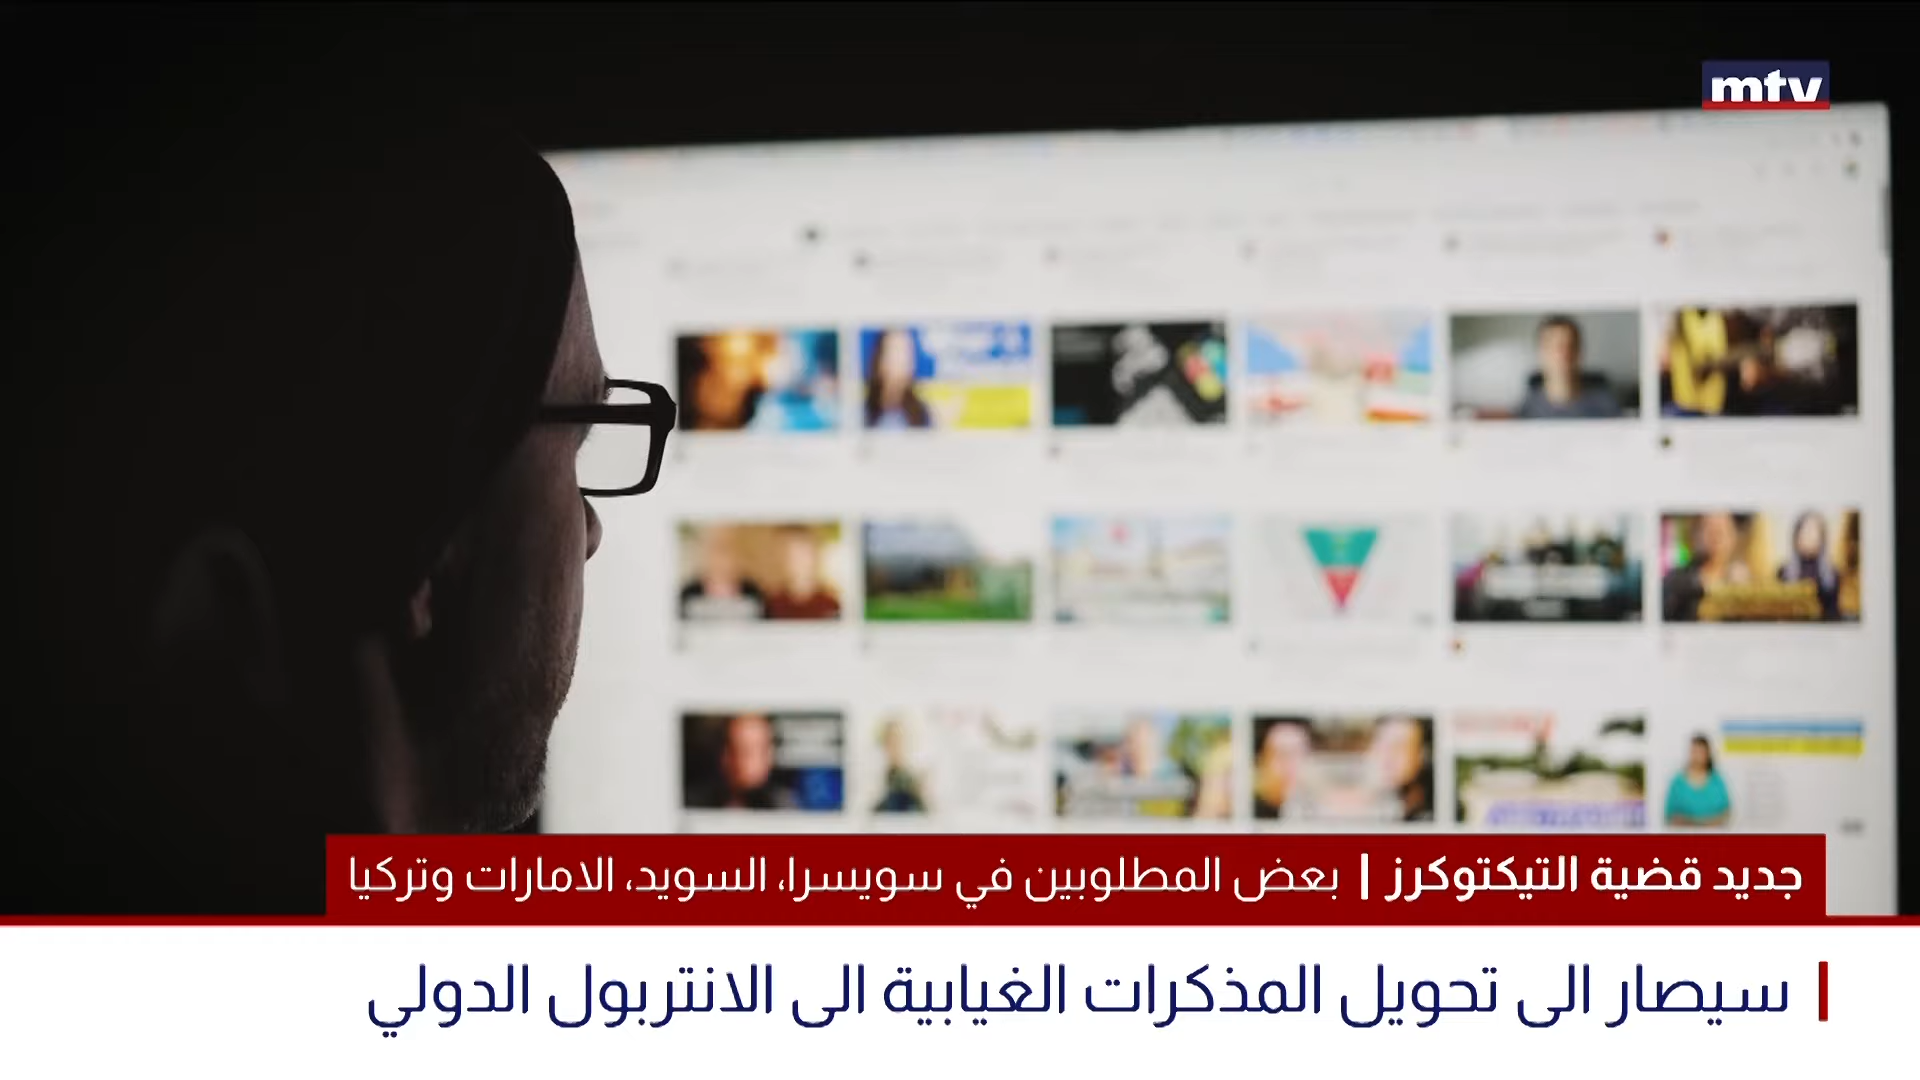 mtv
جديد قضية التيكتوكرز | بعض المطلوبين في سويسرا، السويد، الامارات وتركيا
سيصار الى تحويل المذكرات الغيابية الى الانتربول الدولي